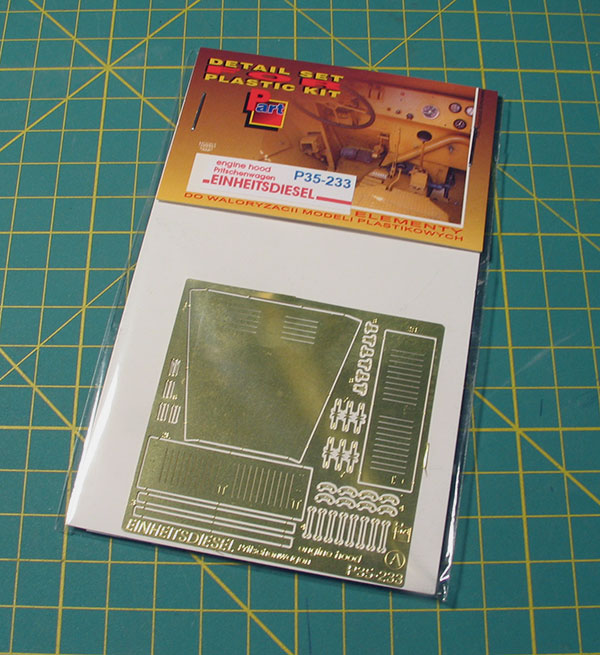 DETAIL SET
FOR
PLASTIC KIT
Part
engine hood
Pritschenwagen
EINHEITSDIESEL
P35-233
ELEMENTY
DO WALORYZACJI MODELI PLASTIKOWYCH
EINHEITSDIESEL Pritschenwagen engine hood
P35-233
A